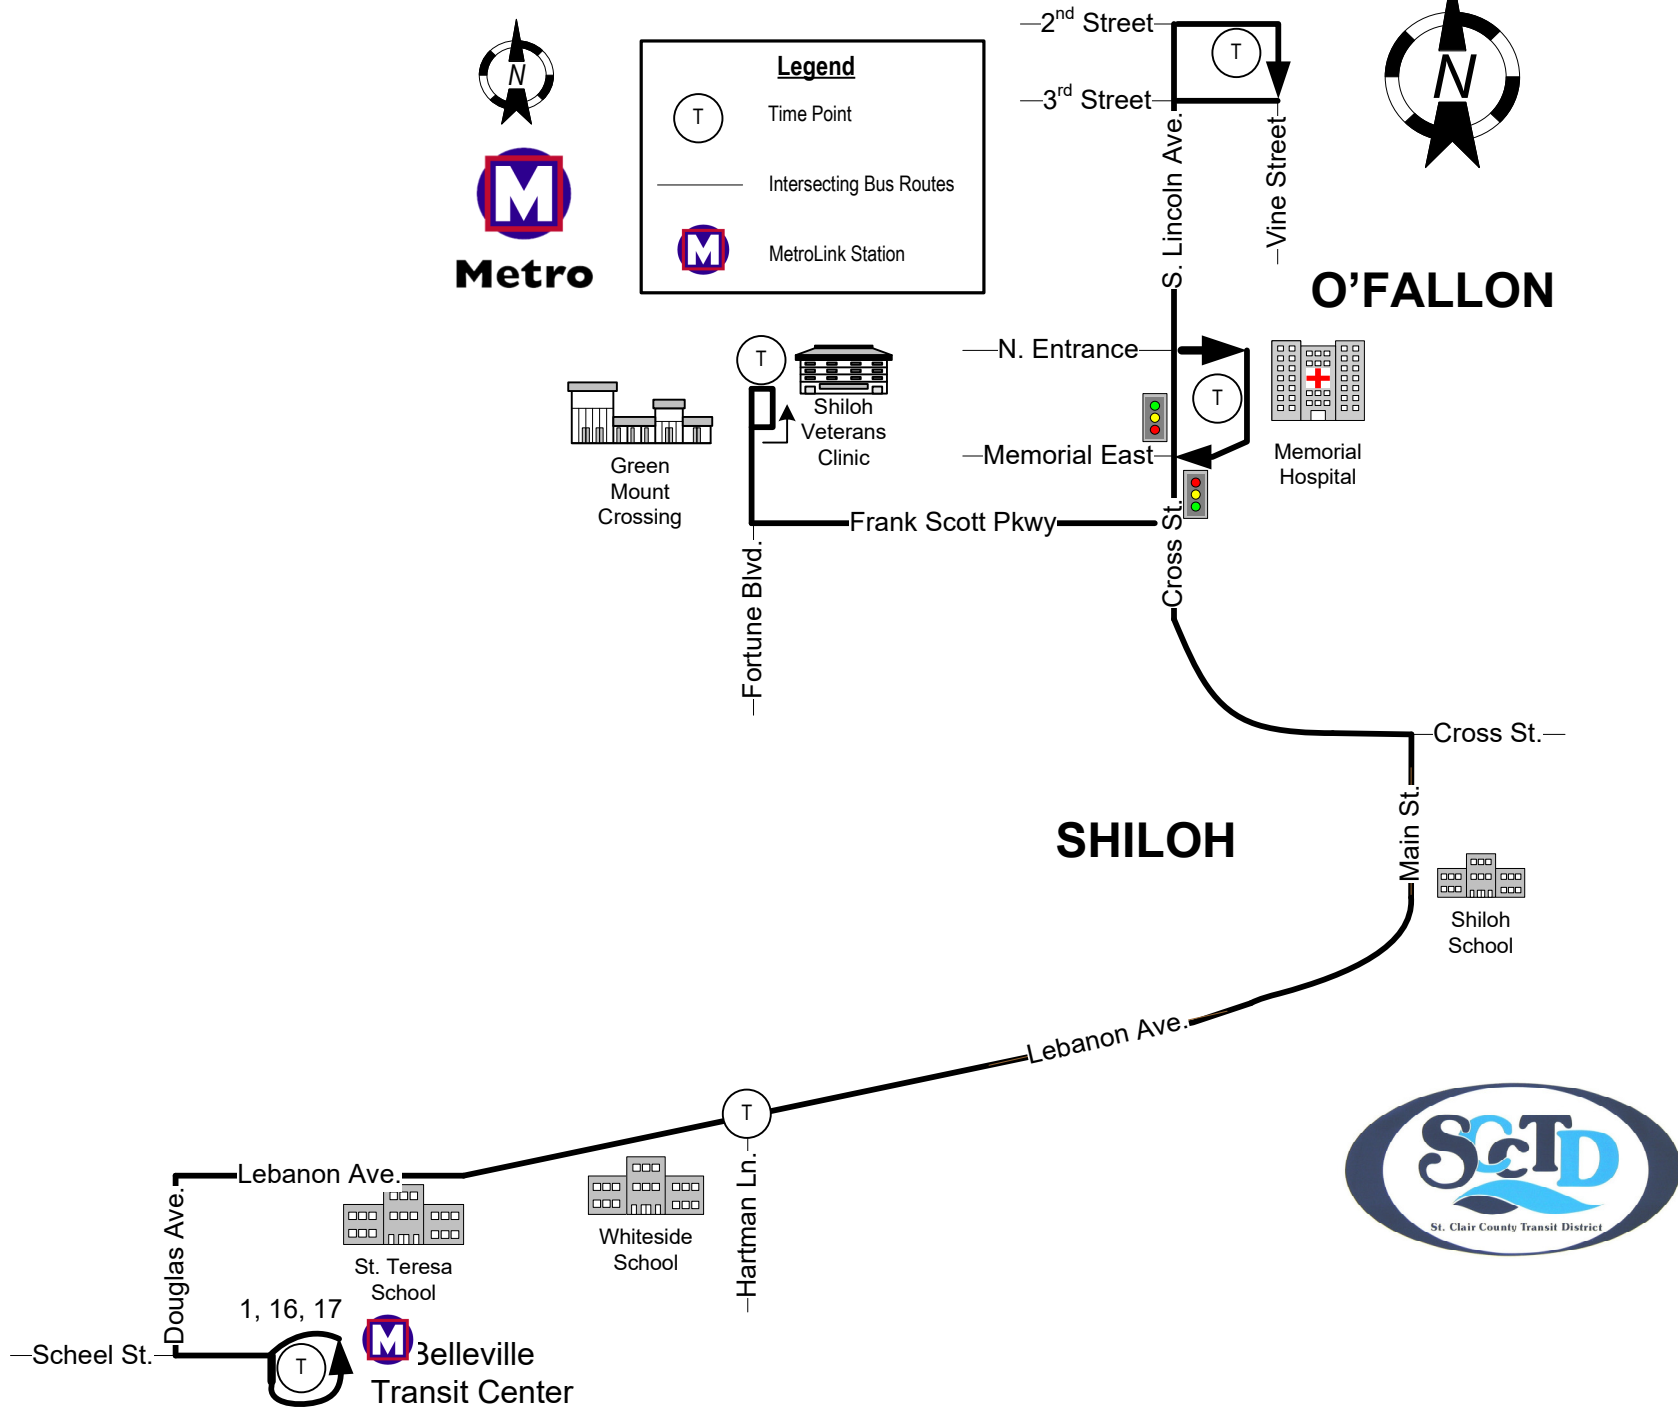 2nd Street
T
3rd Street
S. Lincoln Ave.
Vine Street
N
N
Metro
Legend
T
Time Point
Intersecting Bus Routes
M
MetroLink Station
M
O'FALLON
N. Entrance
T
Memorial East
Memorial
Hospital
T
Shiloh
Veterans
Clinic
Green
Mount
Crossing
Frank Scott Pkwy
Cross St.
Fortune Blvd.
Cross St.
SHILOH
Main St.
Shiloh
School
Lebanon Ave.
T
Hartman Ln.
Whiteside
School
Lebanon Ave.
St. Teresa
School
Douglas Ave.
1, 16, 17
Scheel St.
T
M
Belleville
Transit Center
SCCTD
St. Clair County Transit District